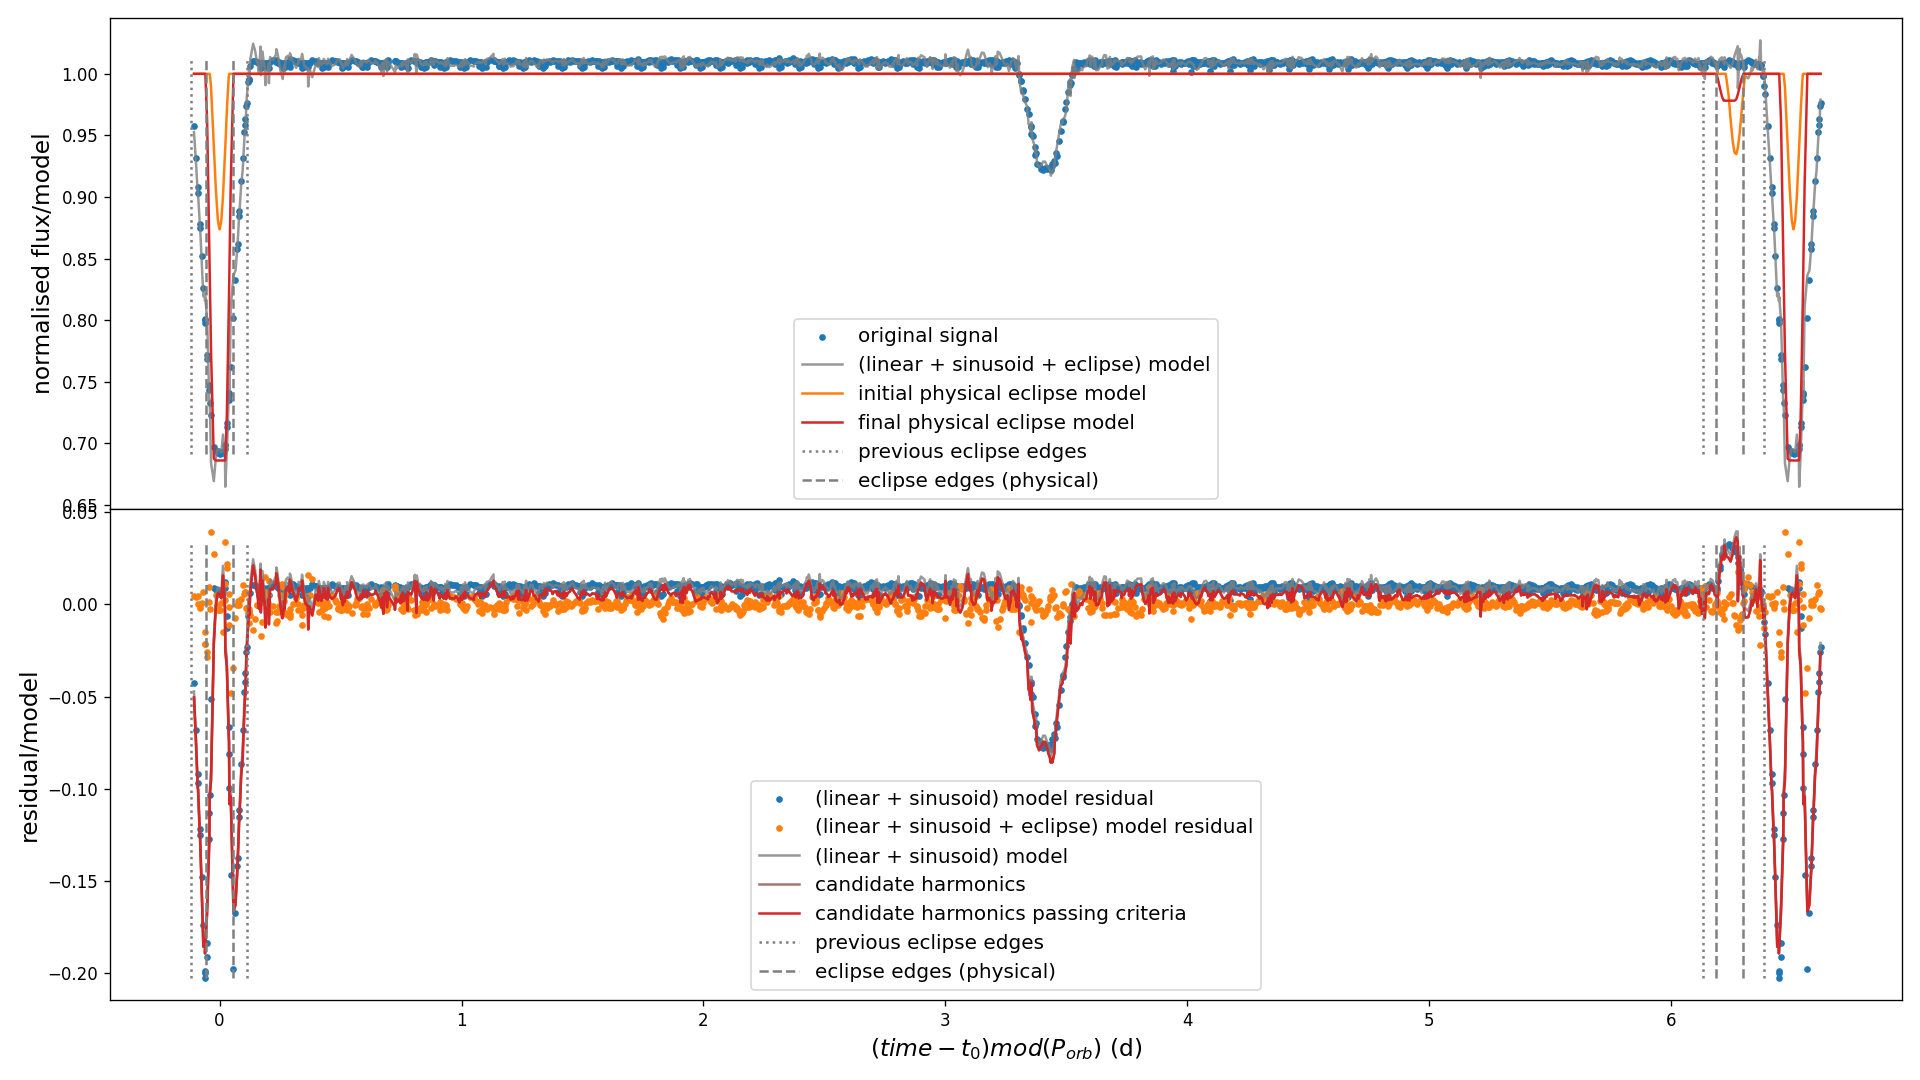 1.00
0.95
0.90
0.85
0.80
0.75
0.70
0.65
normalised flux/model
original signal
(linear + sinusoid + eclipse) model
initial physical eclipse model
final physical eclipse model
previous eclipse edges
eclipse edges (physical)
0.05
0.00
−0.05
−0.10
−0.15
−0.20
residual/model
(linear + sinusoid) model residual
(linear + sinusoid + eclipse) model residual
(linear + sinusoid) model
candidate harmonics
candidate harmonics passing criteria
previous eclipse edges
eclipse edges (physical)
0 1 2 3 4 5 6
(time − t₀)mod(Pₒᵣb) (d)